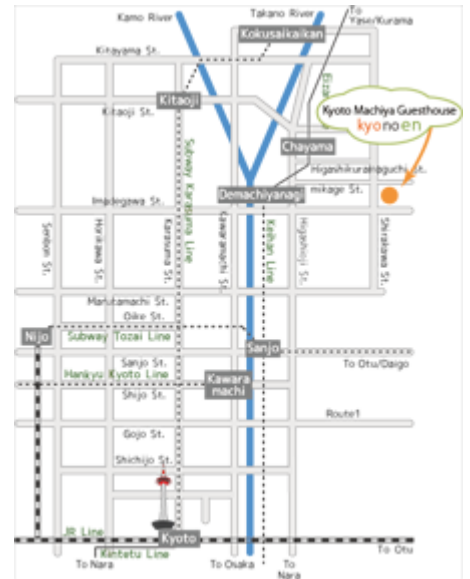 Kamo River
Takano River
To
Yase/Kurama
Kokusaikaikan
Kitayama St.
Kitaoji
Kitaoji St.
Kyoto Machiya Guesthouse
kyonoen
Chayama
Higashikuramaguchi St.
mikage St.
Demachiyanagi
Imadegawa St.
Subway Karasuma Line
Senbon St.
Horikawa St.
Karasuma St.
Kawaramachi St.
Keihan Line
Higashioji St.
Shirakawa St.
Marutamachi St.
Oike St.
Nijo
Subway Tozai Line
Sanjo
Sanjo St.
To Otu/Daigo
Hankyu Kyoto Line
Kawara
machi
Shijo St.
Route1
Gojo St.
Shichijo St.
JR Line
Kyoto
To Otu
Kintetu Line
To Nara
To Osaka
To
Nara